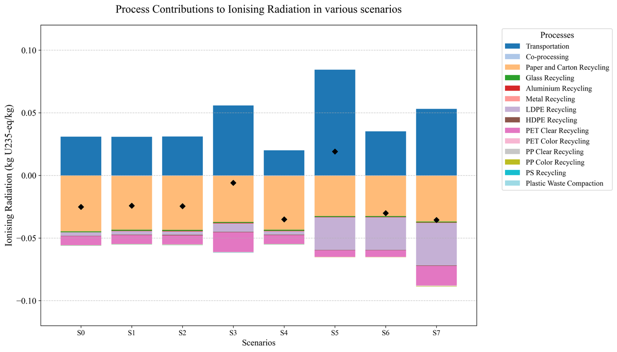 Process Contributions to Ionising Radiation in various scenarios
Ionising Radiation (kg U235-eq/kg)
0.10
0.05
0.00
−0.05
−0.10
S0
S1
S2
S3
S4
S5
S6
S7
Scenarios
Processes
Transportation
Co-processing
Paper and Carton Recycling
Glass Recycling
Aluminium Recycling
Metal Recycling
LDPE Recycling
HDPE Recycling
PET Clear Recycling
PET Color Recycling
PP Clear Recycling
PP Color Recycling
PS Recycling
Plastic Waste Compaction